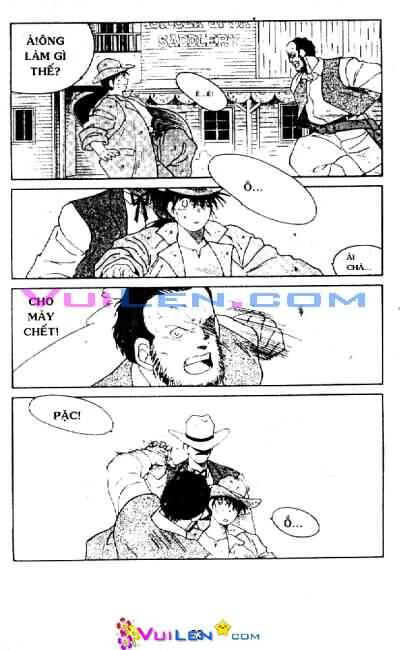 SADDLERY
À!ÔNG
LÀM GÌ
THẾ?
Ê...Ê!
Ồ...
ÁI
CHÀ...
CHO
MÀY
CHẾT!
VUILEN.COM
PẶC!
Ồ...
VUILEN.COM